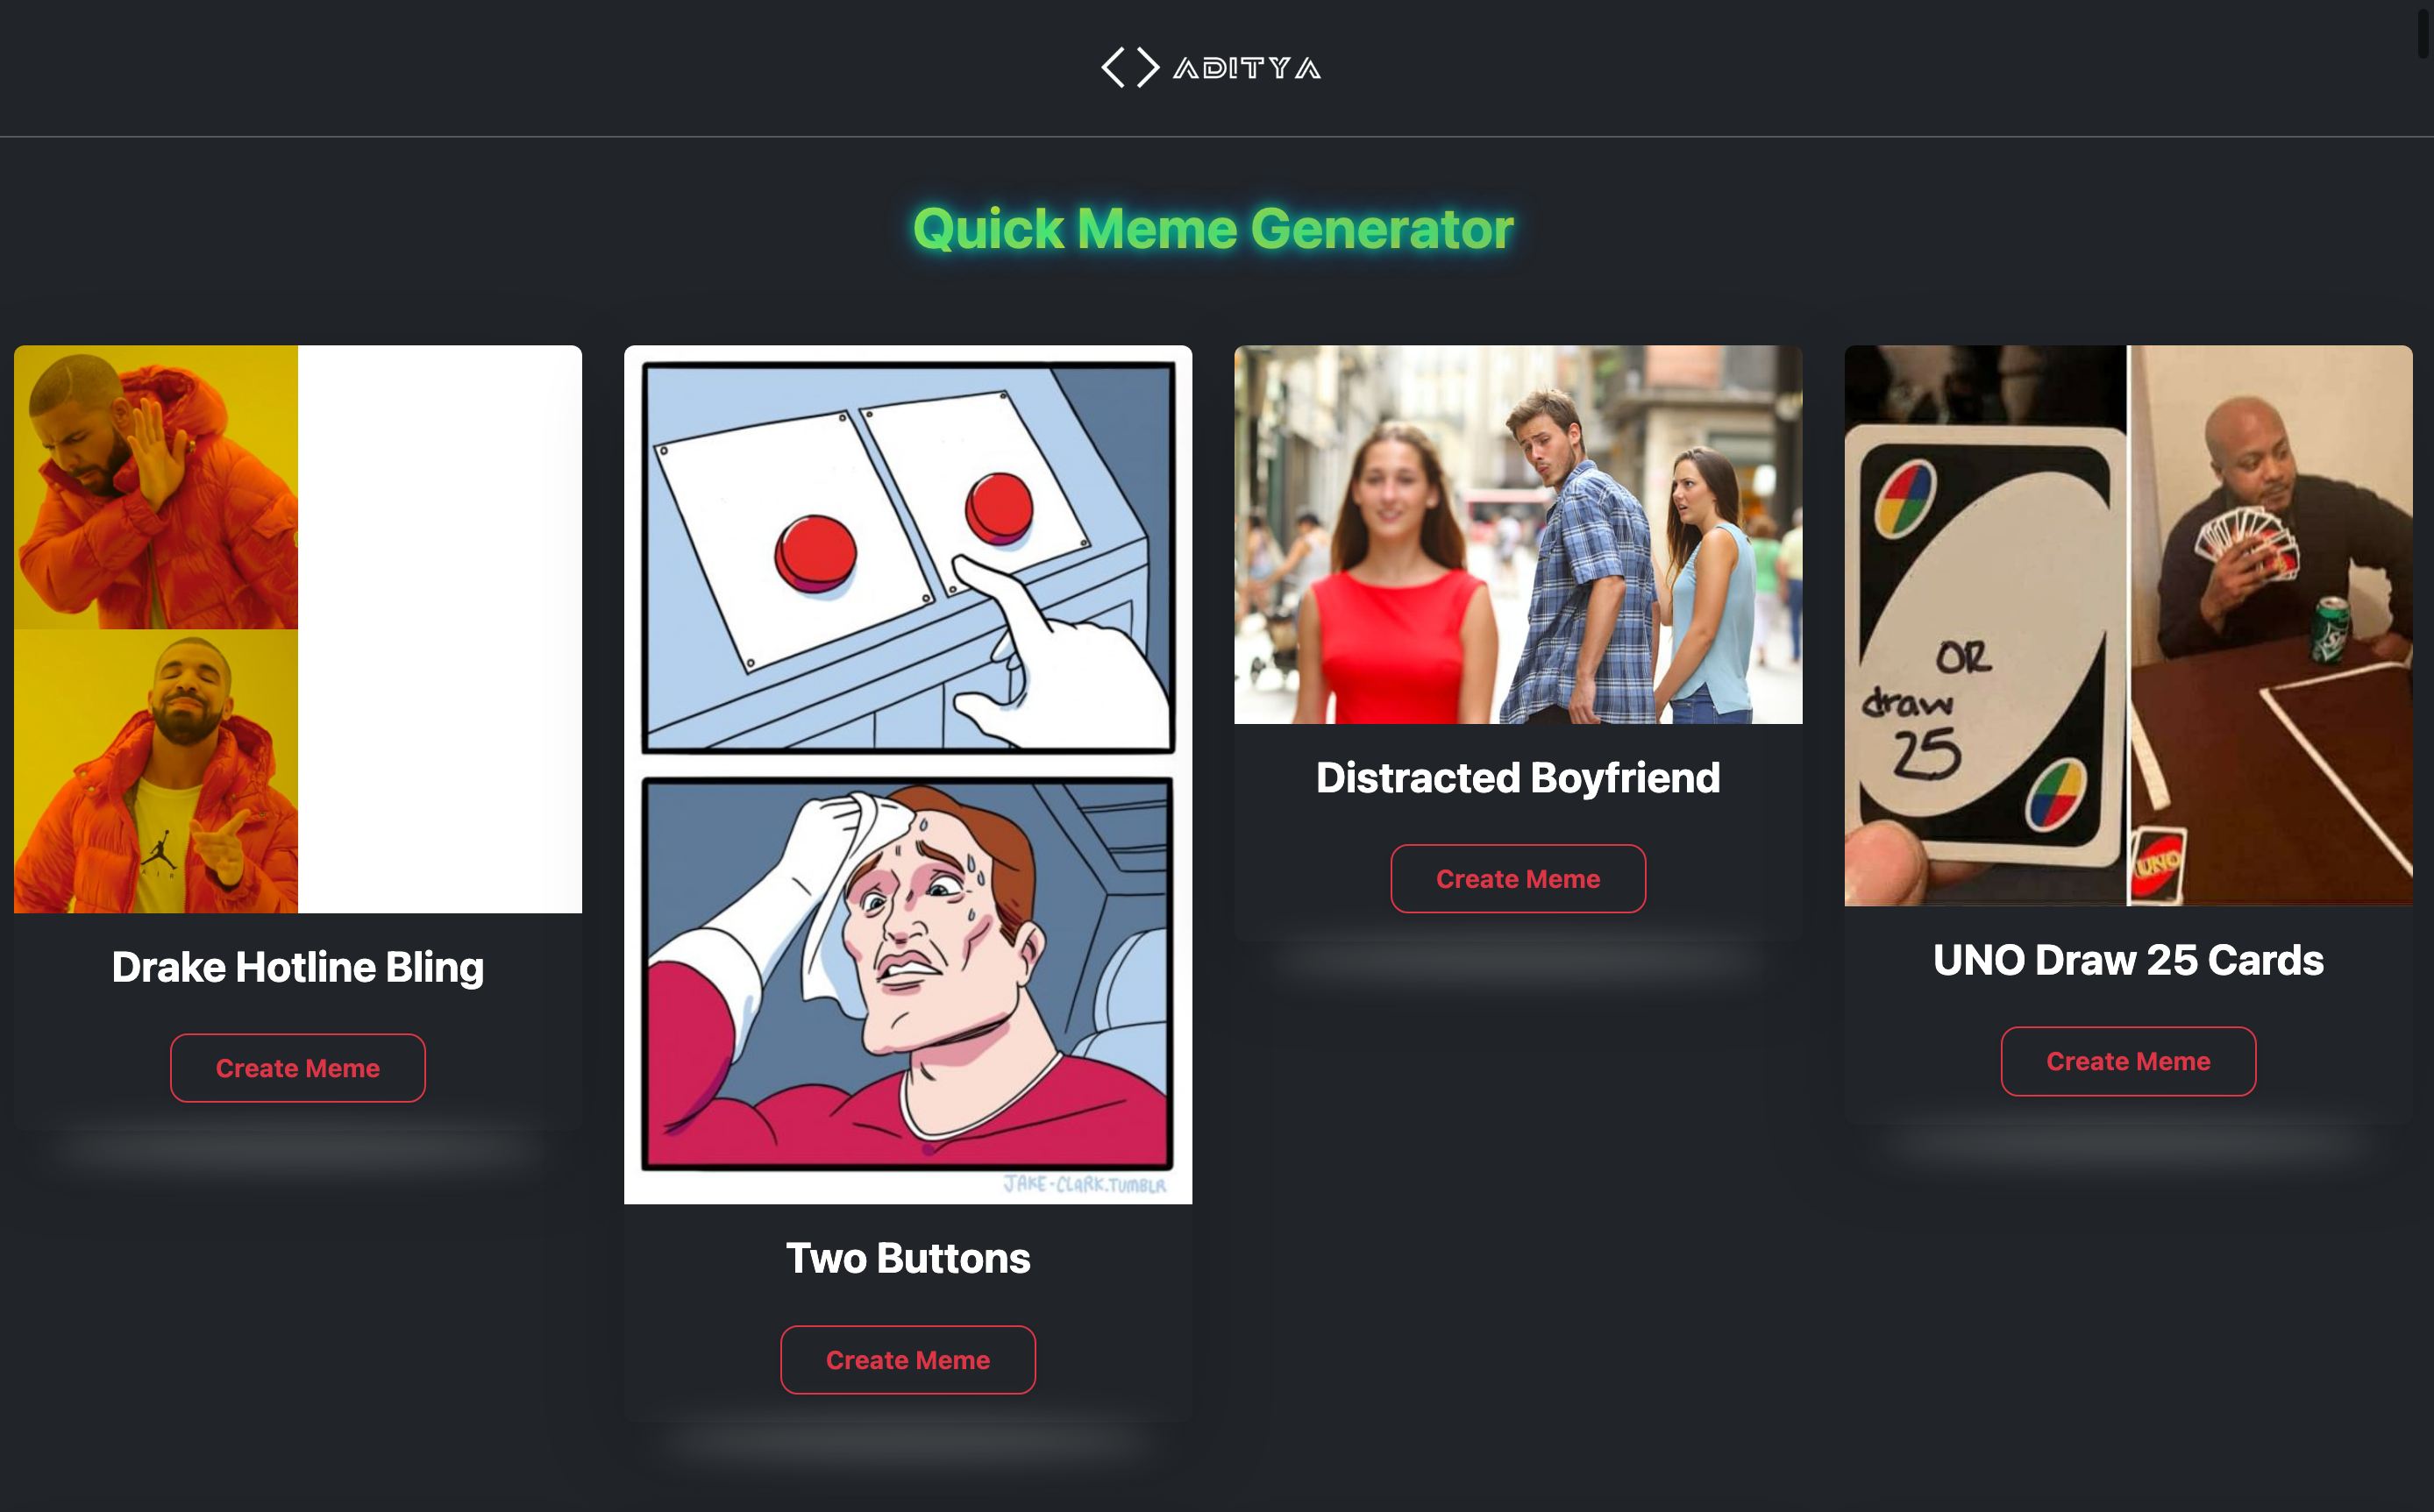 ADITYA
Quick Meme Generator
Drake Hotline Bling
Create Meme
JAKE-CLARK.TUMBLR
Two Buttons
Create Meme
Distracted Boyfriend
Create Meme
OR
draw
25
UNO
UNO Draw 25 Cards
Create Meme